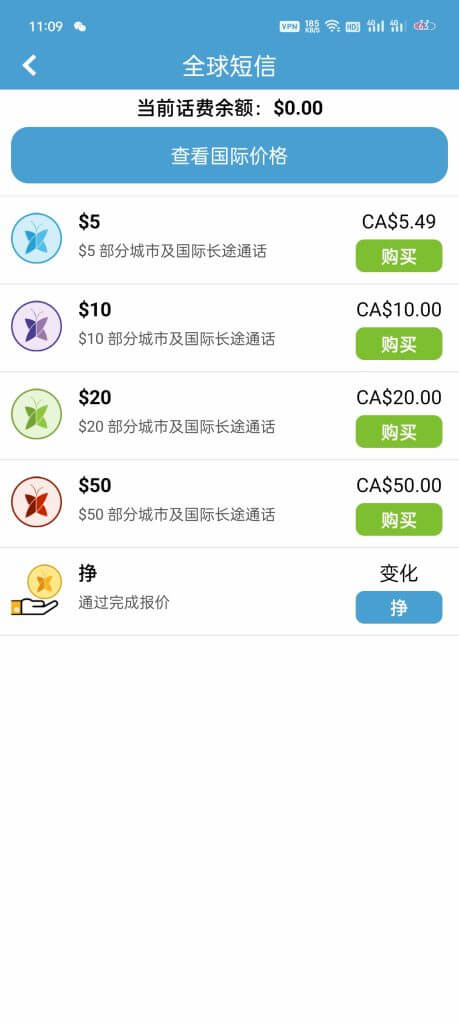 11:09
VPN 185 KB/S HD 4G 4G 63
全球短信
当前话费余额：$0.00
查看国际价格
$5
CA$5.49
$5 部分城市及国际长途通话
购买
$10
CA$10.00
$10 部分城市及国际长途通话
购买
$20
CA$20.00
$20 部分城市及国际长途通话
购买
$50
CA$50.00
$50 部分城市及国际长途通话
购买
挣
变化
通过完成报价
挣